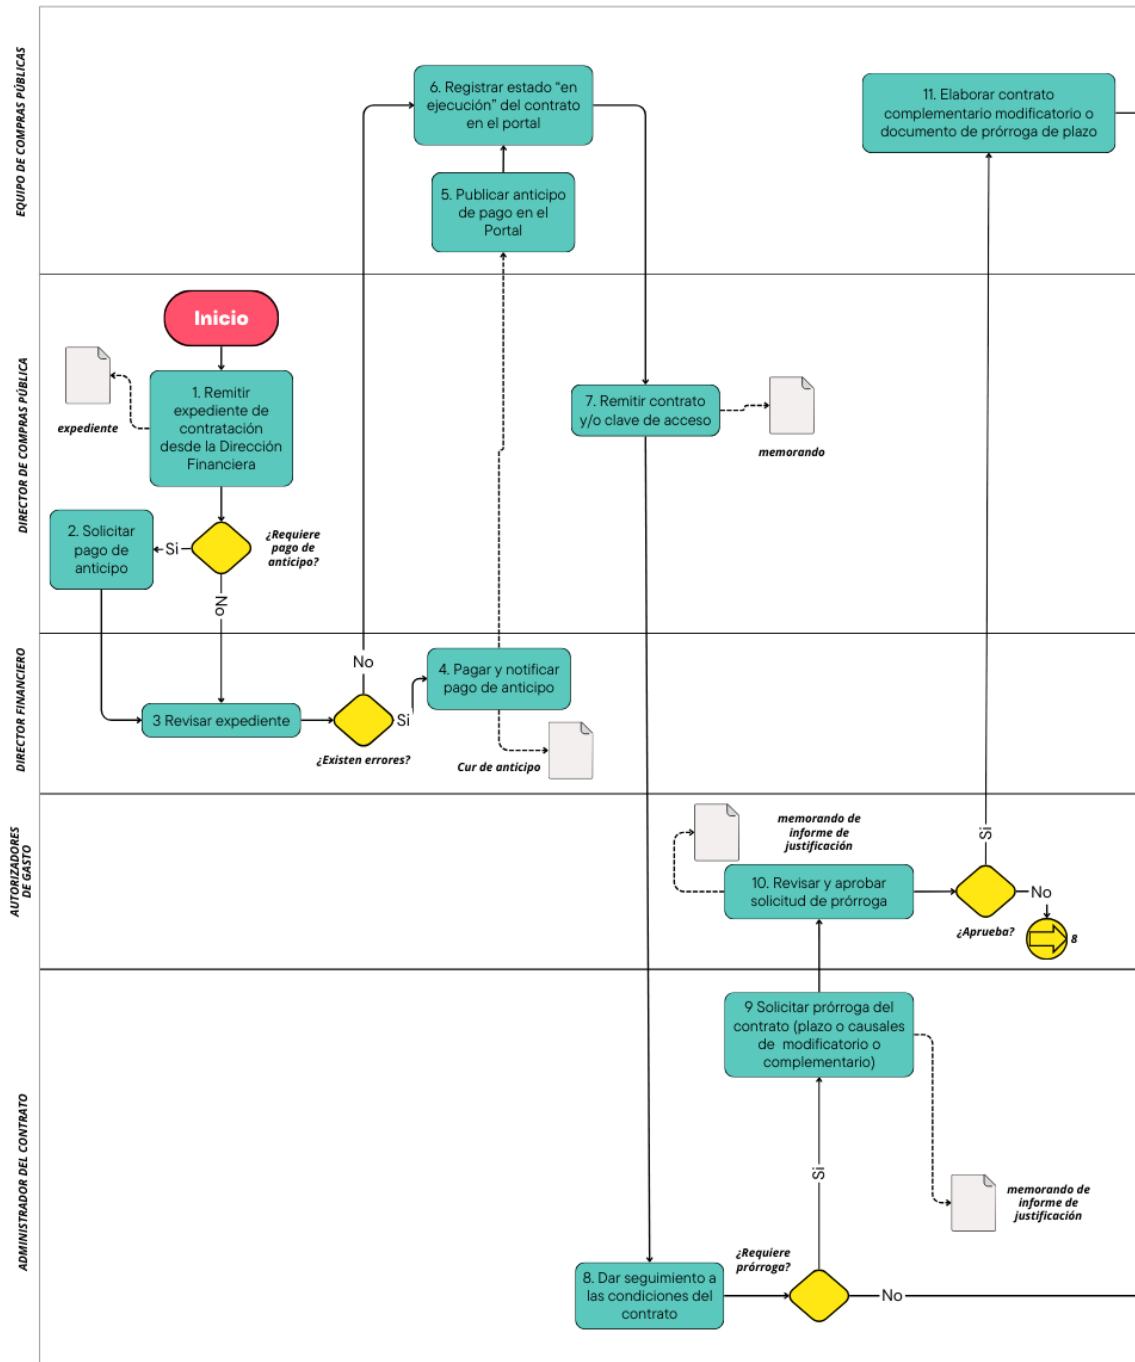 EQUIPO DE COMPRAS PÚBLICAS
6. Registrar estado “en
ejecución” del contrato
en el portal
11. Elaborar contrato
complementario modificatorio o
documento de prórroga de plazo
5. Publicar anticipo
de pago en el
Portal
DIRECTOR DE COMPRAS PÚBLICA
Inicio
expediente
1. Remitir
expediente de
contratación
desde la Dirección
Financiera
7. Remitir contrato
y/o clave de acceso
memorando
2. Solicitar
pago de
anticipo
Si
¿Requiere
pago de
anticipo?
No
DIRECTOR FINANCIERO
No
4. Pagar y notificar
pago de anticipo
3 Revisar expediente
Si
¿Existen errores?
Cur de anticipo
AUTORIZADORES
DE GASTO
memorando de
informe de
justificación
Si
10. Revisar y aprobar
solicitud de prórroga
No
¿Aprueba?
8
ADMINISTRADOR DEL CONTRATO
9 Solicitar prórroga del
contrato (plazo o causales
de modificatorio o
complementario)
Si
memorando de
informe de
justificación
¿Requiere
prórroga?
8. Dar seguimiento a
las condiciones del
contrato
No